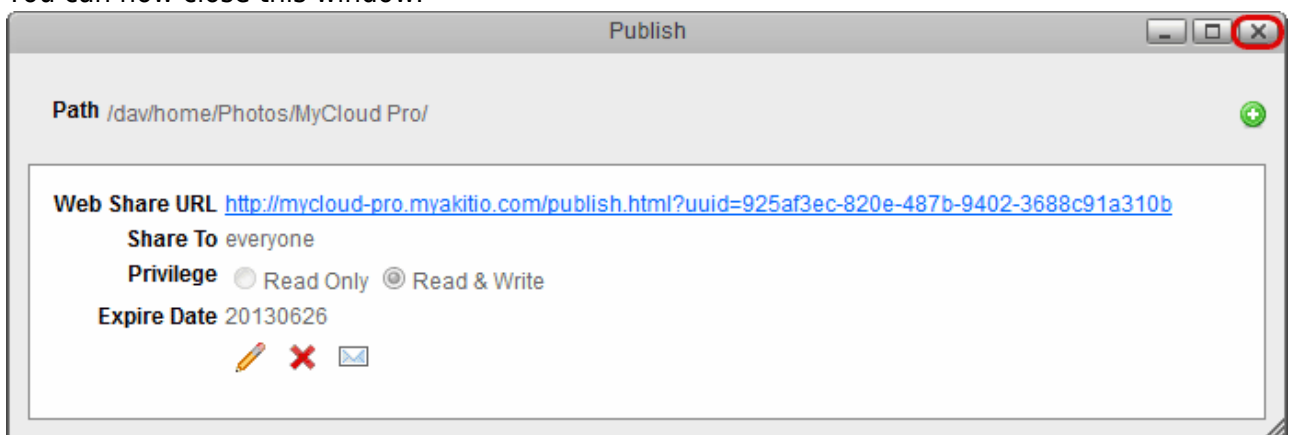 You can now close this window.
Publish
Path /dav/home/Photos/MyCloud Pro/
Web Share URL http://mycloud-pro.myakitio.com/publish.html?uuid=925af3ec-820e-487b-9402-3688c91a310b
Share To everyone
Privilege Read Only Read & Write
Expire Date 20130626